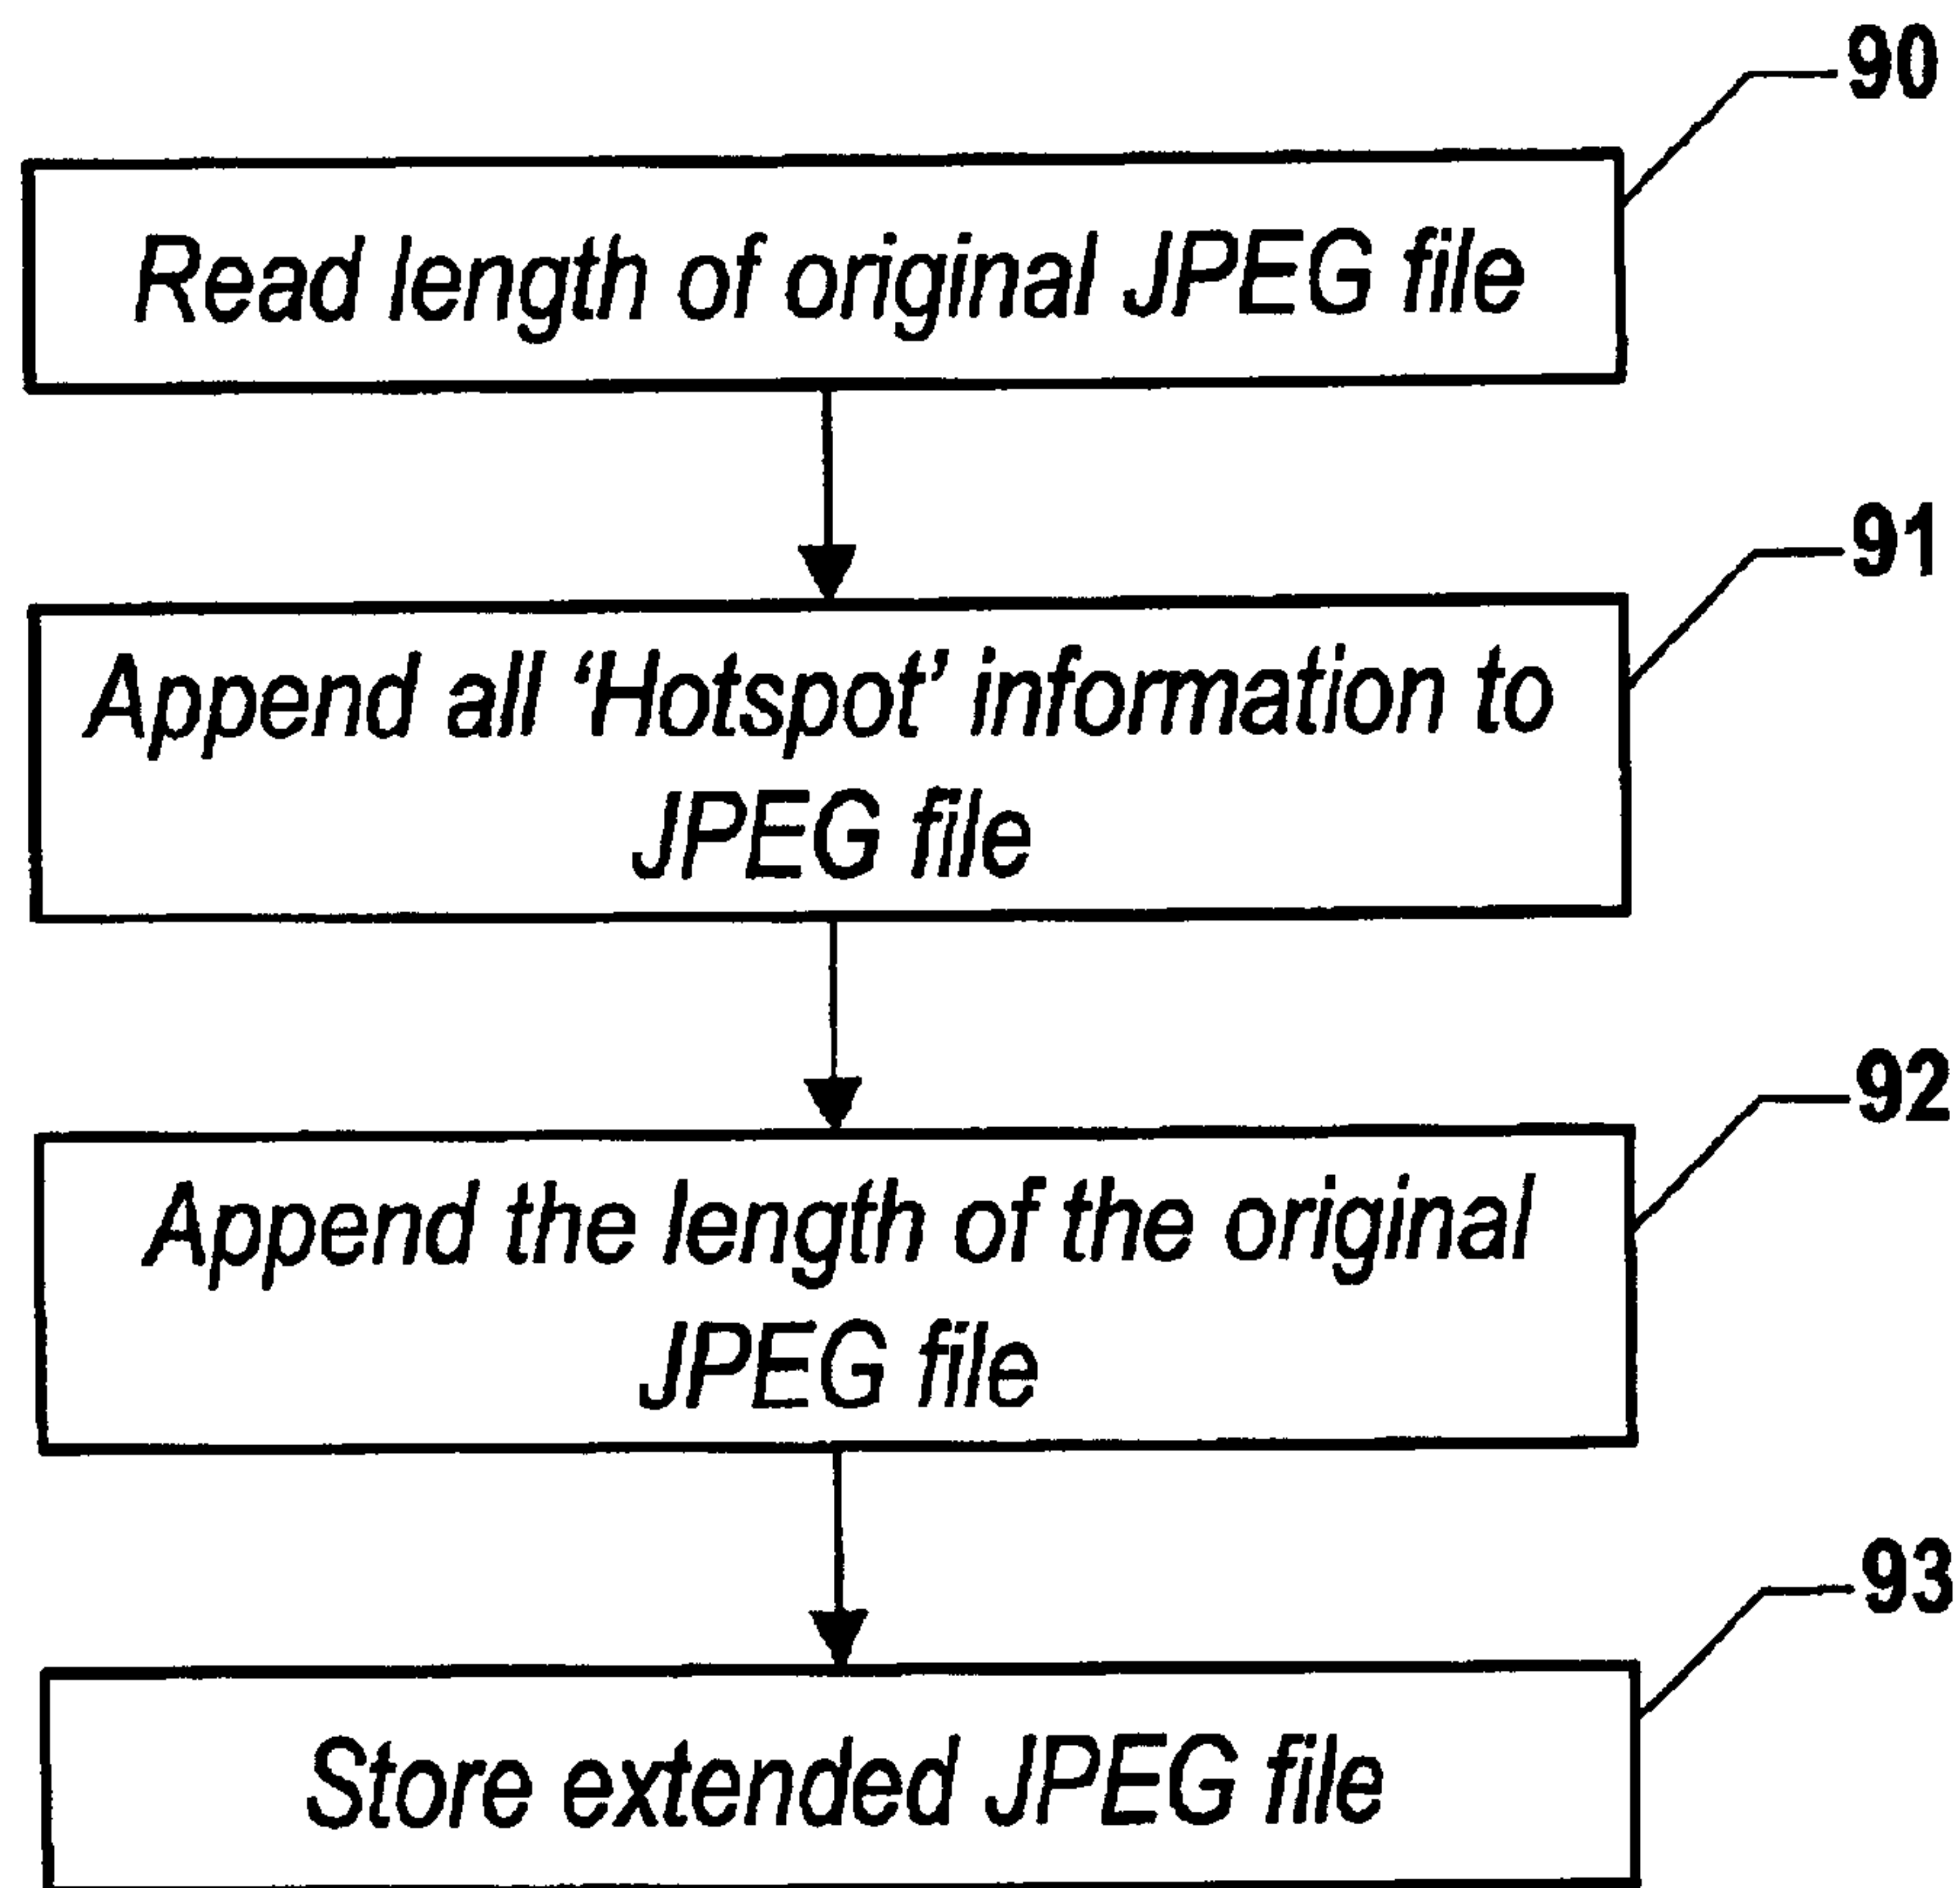 90
Read length of original JPEG file
91
Append all ‘Hotspot’ information to
JPEG file
92
Append the length of the original
JPEG file
93
Store extended JPEG file